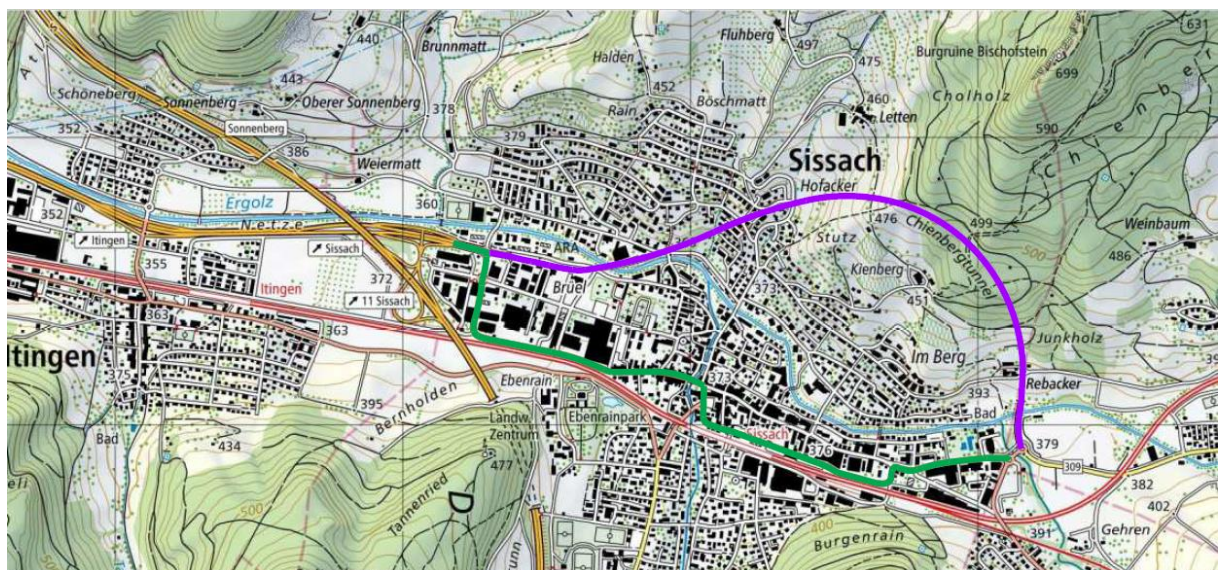 440
Brunnmatt
Halden
Fluhberg
497
475
631
Burgruine Bischofstein
699
443
Schöneberg
Sonnenberg
Oberer Sonnenberg
378
452
Böschmatt
460
Letten
Cholholz
Rain
352
Sonnenberg
379
590
Chienberg
386
Weiermatt
Sissach
Hofacker
Ergolz
360
476
499
Weinbaum
352
Netze
ARA
Stutz
Chienbergtunnel
500
486
↗ Itingen
↗ Sissach
372
355
Itingen
Brüel
373
Kienberg
451
↗ 11 Sissach
363
363
Junkholz
Itingen
Im Berg
Ebenrain
373
Rebacker
375
395
Bernholden
393
Landw.
Zentrum
Ebenrainpark
Bad
Bad
434
Sissach
376
379
477
309
382
Tannenried
D
402
500
400
391
Gehren
Burgenrain
500